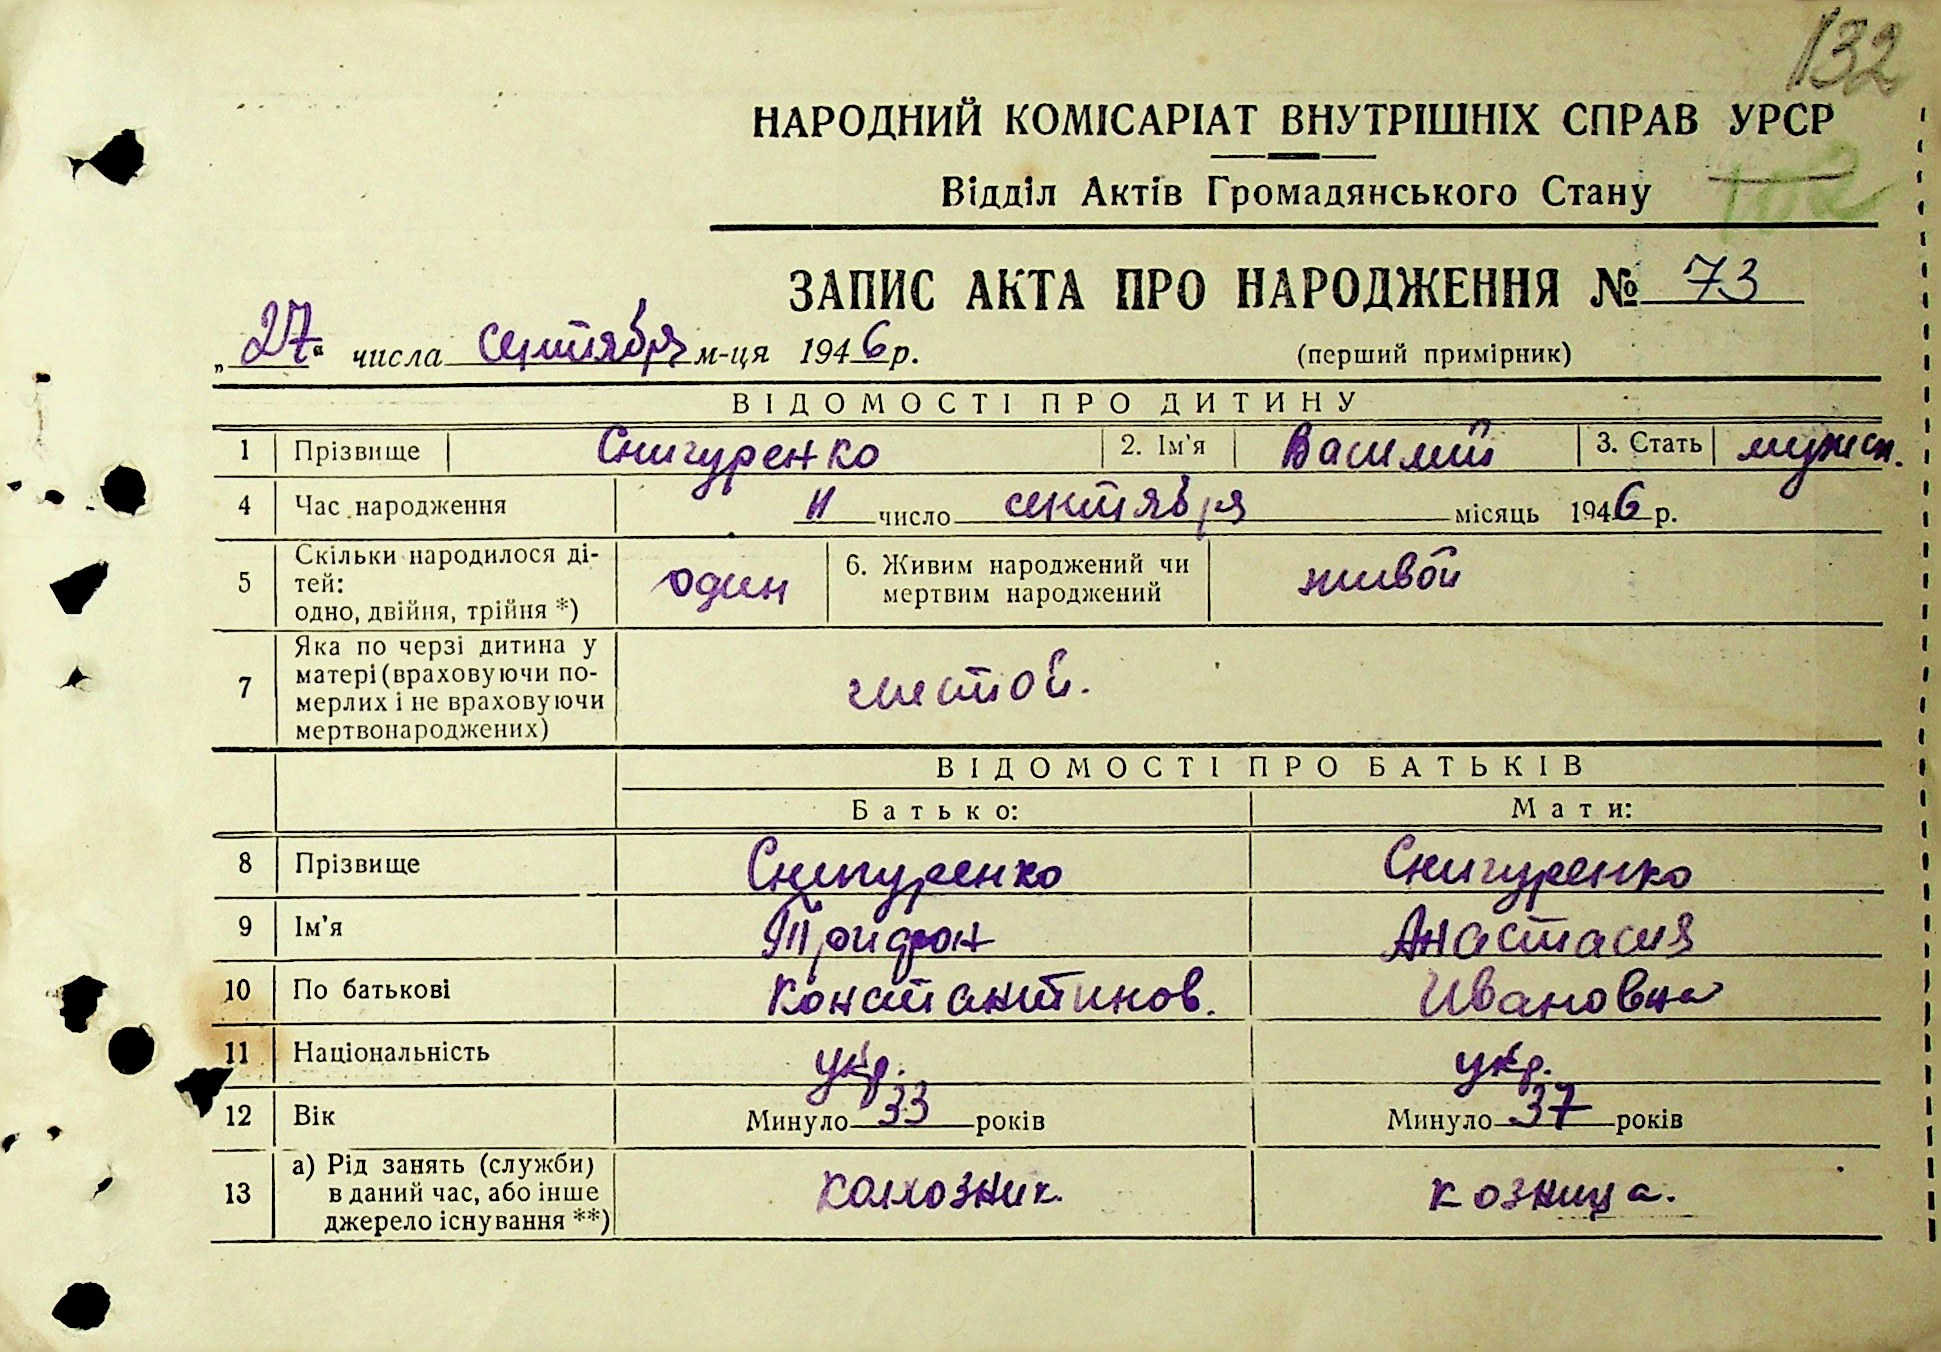 132
НАРОДНИЙ КОМІСАРІАТ ВНУТРІШНІХ СПРАВ УРСР
Відділ Актів Громадянського Стану
ЗАПИС АКТА ПРО НАРОДЖЕННЯ № 73
„27“ числа сентября м-ця 1946 р.
(перший примірник)
ВІДОМОСТІ ПРО ДИТИНУ
1 Прізвище Снигуренко 2. Ім'я Василий 3. Стать мужск.
4 Час народження 11 число сентября місяць 1946 р.
5 Скільки народилося ді-
тей:
одно, двійня, трійня *) один 6. Живим народжений чи
мертвим народжений живой
7 Яка по черзі дитина у
матері (враховуючи по-
мерлих і не враховуючи
мертвонароджених) шестой.
ВІДОМОСТІ ПРО БАТЬКІВ
Батько: Мати:
8 Прізвище Снигуренко Снигуренко
9 Ім'я Трифон Анастасия
10 По батькові Константинов. Ивановна
11 Національність укр. укр.
12 Вік Минуло 33 років Минуло 37 років
13 а) Рід занять (служби)
в даний час, або інше
джерело існування **) колхозник. к озница.